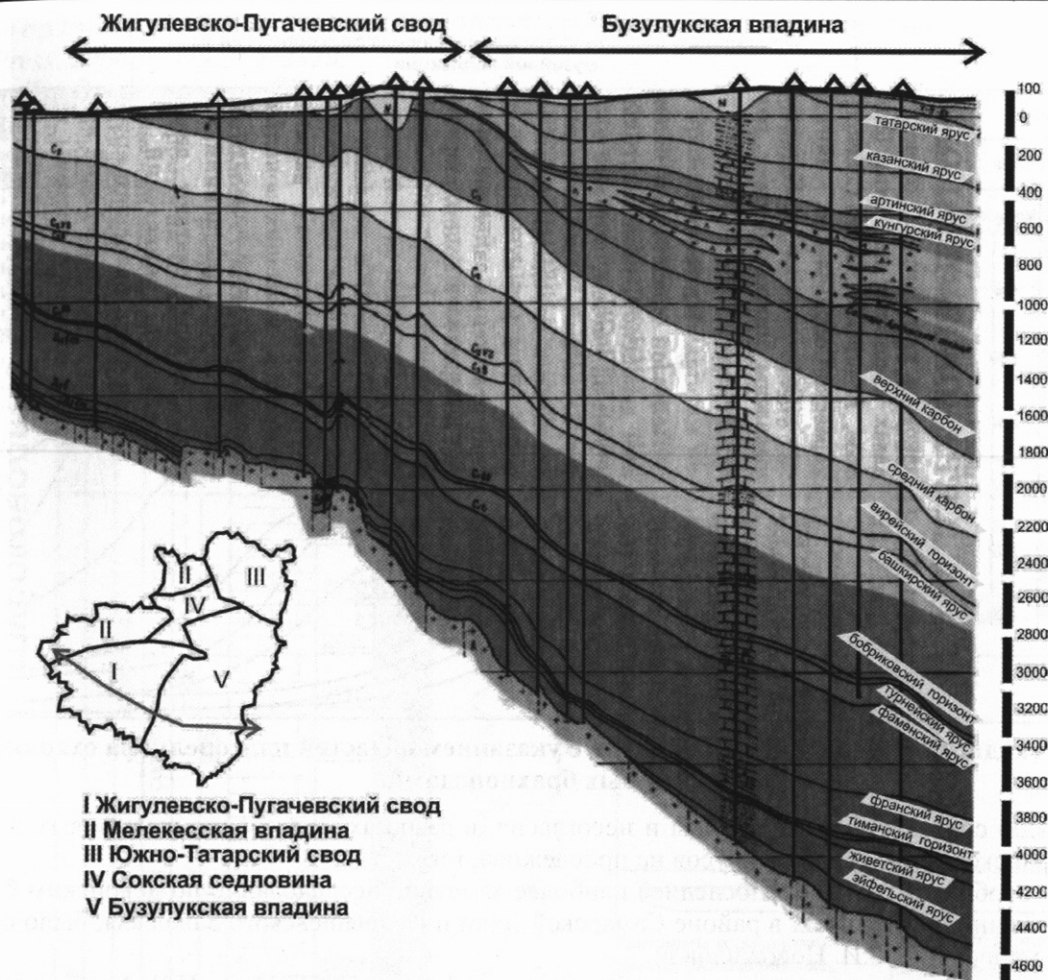 Жигулевско-Пугачевский свод
Бузулукская впадина
100
0
200
400
600
800
1000
1200
1400
1600
1800
2000
2200
2400
2600
2800
3000
3200
3400
3600
3800
4000
4200
4400
4600
татарский ярус
казанский ярус
артинский ярус
кунгурский ярус
верхний карбон
средний карбон
вирейский горизонт
башкирский ярус
бобриковский горизонт
турнейский ярус
фаменский ярус
франский ярус
тиманский горизонт
живетский ярус
эйфельский ярус
II
III
IV
II
I
V
I Жигулевско-Пугачевский свод
II Мелекесская впадина
III Южно-Татарский свод
IV Сокская седловина
V Бузулукская впадина